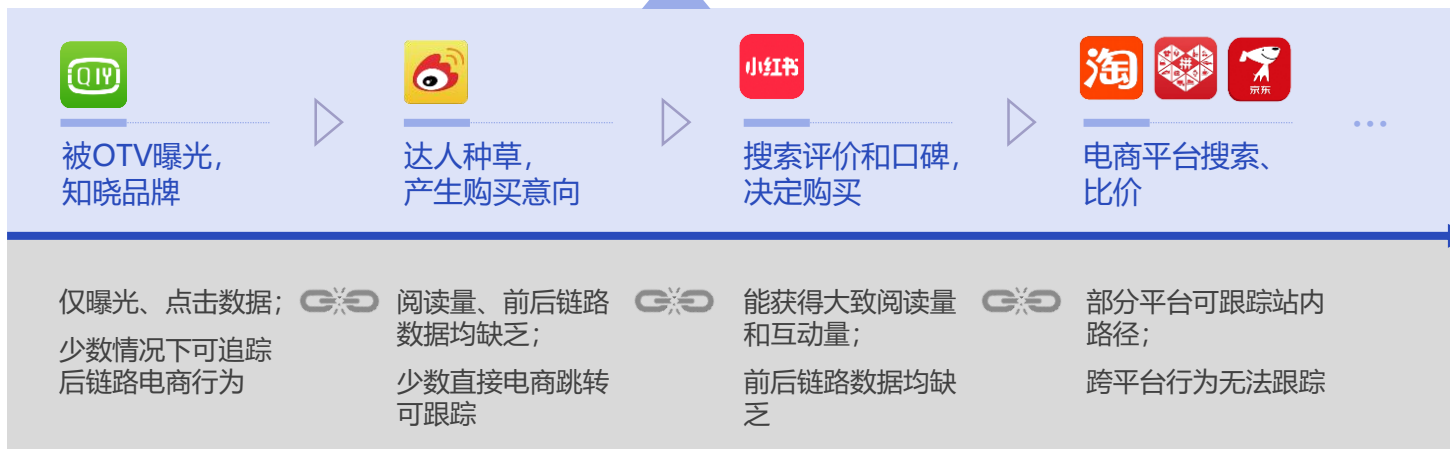 QIY
小红书
淘
拼
京东
被OTV曝光，
知晓品牌
达人种草，
产生购买意向
搜索评价和口碑，
决定购买
电商平台搜索、
比价
...
仅曝光、点击数据；
少数情况下可追踪
后链路电商行为
阅读量、前后链路
数据均缺乏；
少数直接电商跳转
可跟踪
能获得大致阅读量
和互动量；
前后链路数据均缺
乏
部分平台可跟踪站内
路径；
跨平台行为无法跟踪